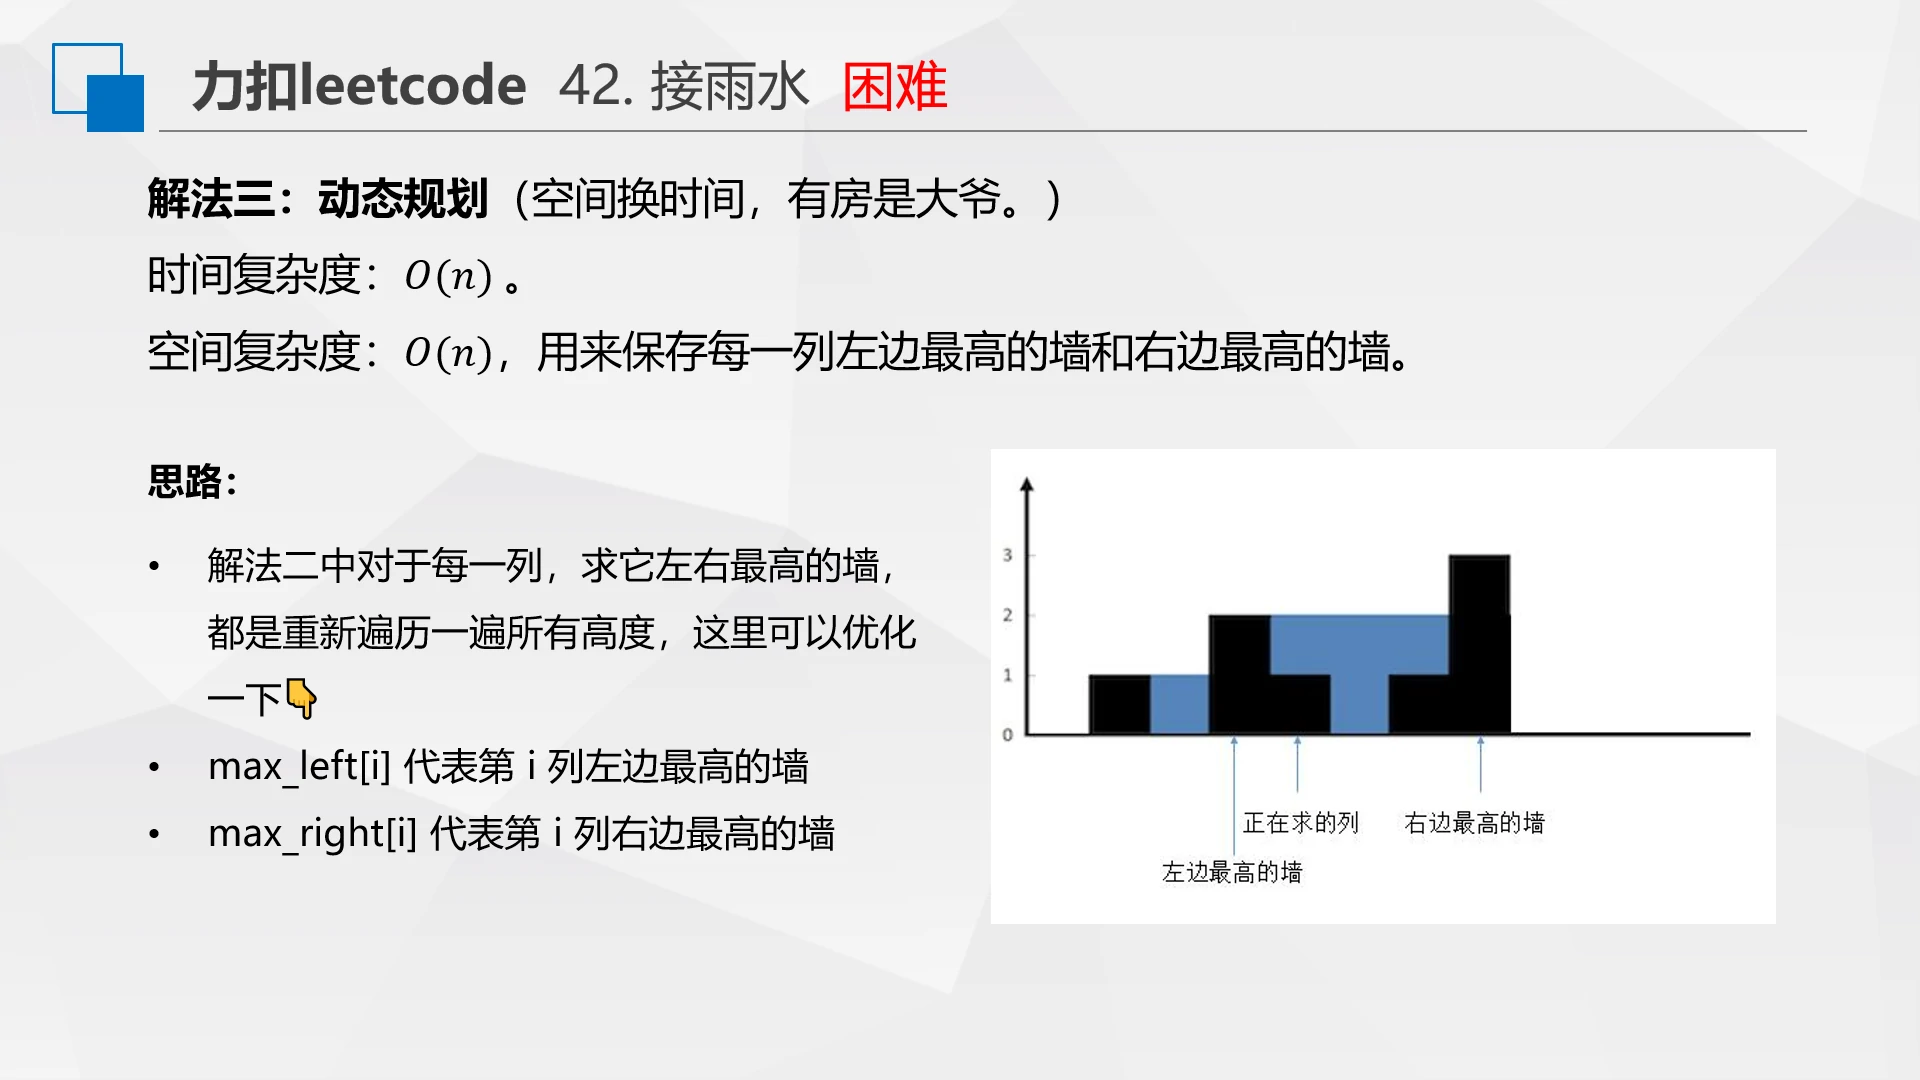 力扣leetcode 42. 接雨水 困难
解法三：动态规划（空间换时间，有房是大爷。）
时间复杂度：O(n) 。
空间复杂度：O(n)，用来保存每一列左边最高的墙和右边最高的墙。
思路：
• 解法二中对于每一列，求它左右最高的墙，
都是重新遍历一遍所有高度，这里可以优化
一下👇
• max_left[i] 代表第 i 列左边最高的墙
• max_right[i] 代表第 i 列右边最高的墙
3
2
1
0
正在求的列
右边最高的墙
左边最高的墙